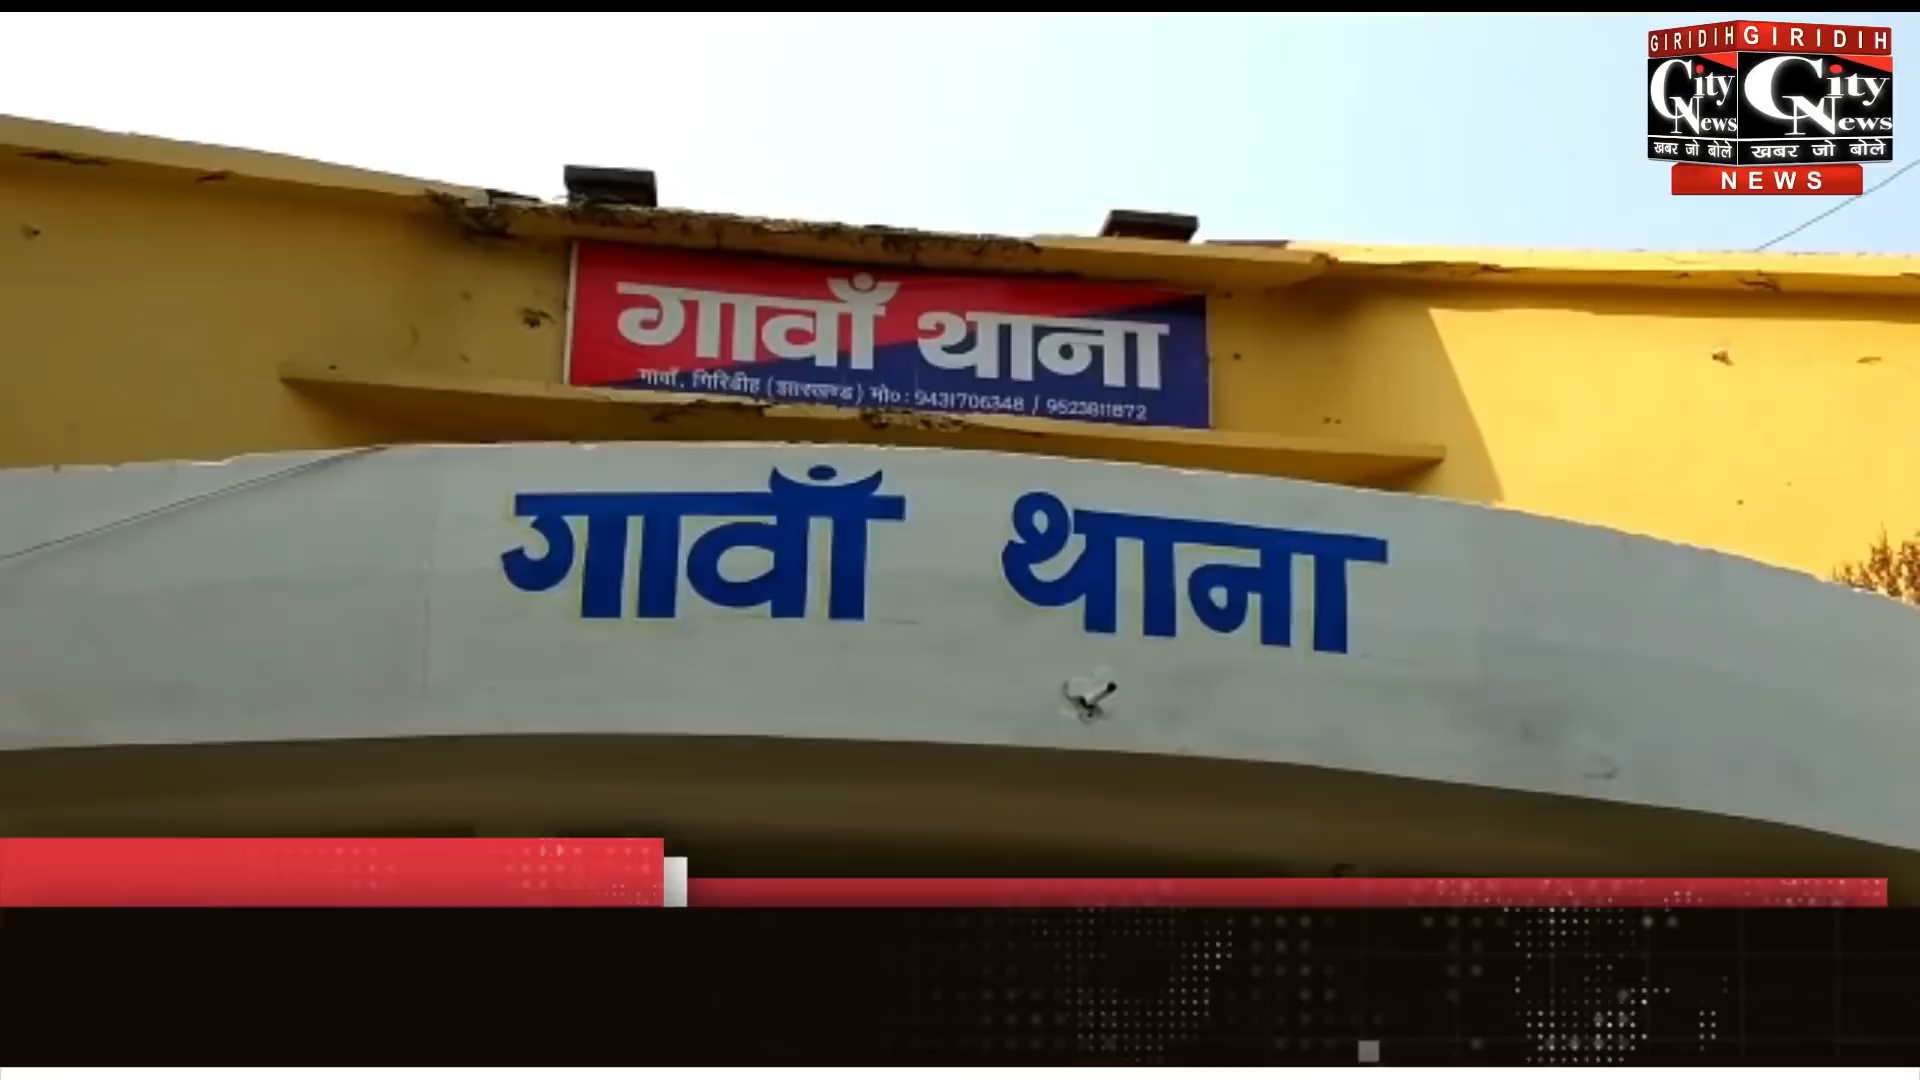 GIRIDIH GIRIDIH
City News City News
खबर जो बोले खबर जो बोले
NEWS
गावाँ थाना
गावाँ, गिरिडीह (झारखण्ड) मो०: 9431706348 / 9523811872
गावाँ थाना